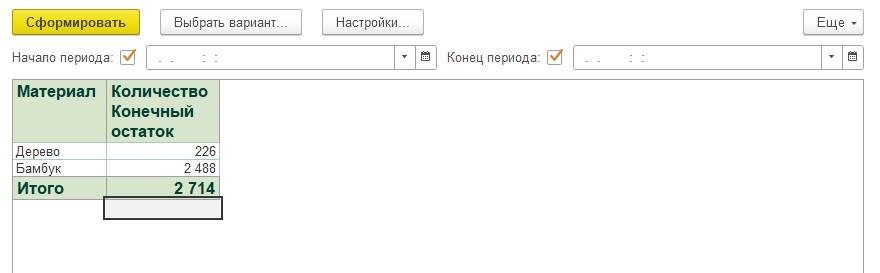 Сформировать Выбрать вариант... Настройки... Еще
Начало периода: . . : : Конец периода: . . : :
Материал Количество
Конечный
остаток
Дерево 226
Бамбук 2 488
Итого 2 714